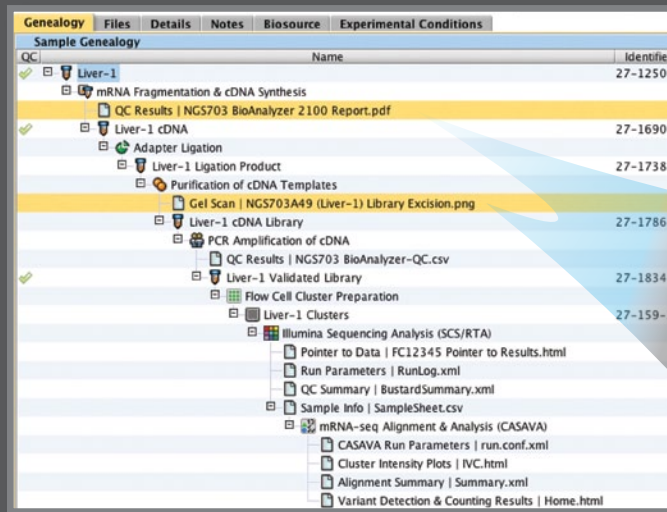 Genealogy Files Details Notes Biosource Experimental Conditions
Sample Genealogy
QC Name Identifie
Liver-1 27-1250
mRNA Fragmentation & cDNA Synthesis
QC Results | NGS703 BioAnalyzer 2100 Report.pdf
Liver-1 cDNA 27-1690
Adapter Ligation
Liver-1 Ligation Product 27-1738
Purification of cDNA Templates
Gel Scan | NGS703A49 (Liver-1) Library Excision.png
Liver-1 cDNA Library 27-1786
PCR Amplification of cDNA
QC Results | NGS703 BioAnalyzer-QC.csv
Liver-1 Validated Library 27-1834
Flow Cell Cluster Preparation
Liver-1 Clusters 27-159-
Illumina Sequencing Analysis (SCS/RTA)
Pointer to Data | FC12345 Pointer to Results.html
Run Parameters | RunLog.xml
QC Summary | BustardSummary.xml
Sample Info | SampleSheet.csv
mRNA-seq Alignment & Analysis (CASAVA)
CASAVA Run Parameters | run.conf.xml
Cluster Intensity Plots | IVC.html
Alignment Summary | Summary.xml
Variant Detection & Counting Results | Home.html